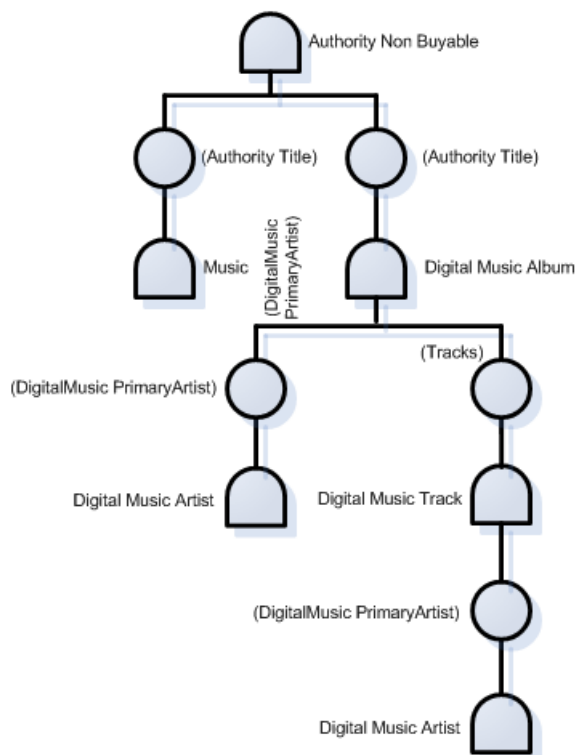 Authority Non Buyable
(Authority Title)
(Authority Title)
Music
(DigitalMusic
PrimaryArtist)
Digital Music Album
(Tracks)
(DigitalMusic PrimaryArtist)
Digital Music Artist
Digital Music Track
(DigitalMusic PrimaryArtist)
Digital Music Artist